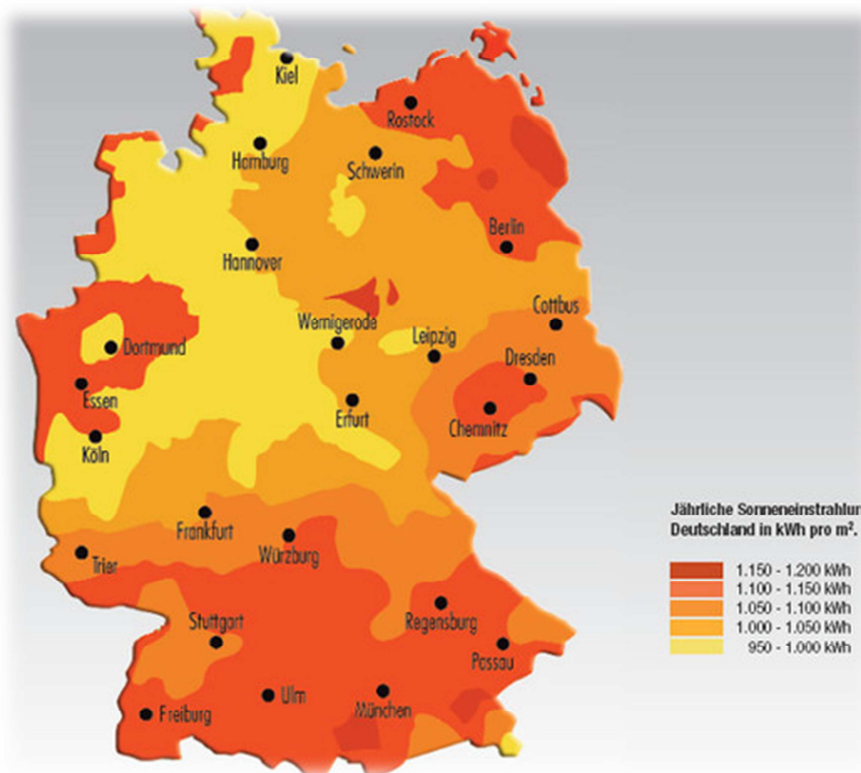 Kiel
Rostock
Hamburg
Schwerin
Berlin
Hannover
Cottbus
Wernigerode
Leipzig
Dortmund
Dresden
Essen
Erfurt
Chemnitz
Köln
Jährliche Sonneneinstrahlun
Deutschland in kWh pro m².
Frankfurt
Würzburg
Trier
1.150 - 1.200 kWh
1.100 - 1.150 kWh
1.050 - 1.100 kWh
1.000 - 1.050 kWh
950 - 1.000 kWh
Stuttgart
Regensburg
Passau
Ulm
München
Freiburg